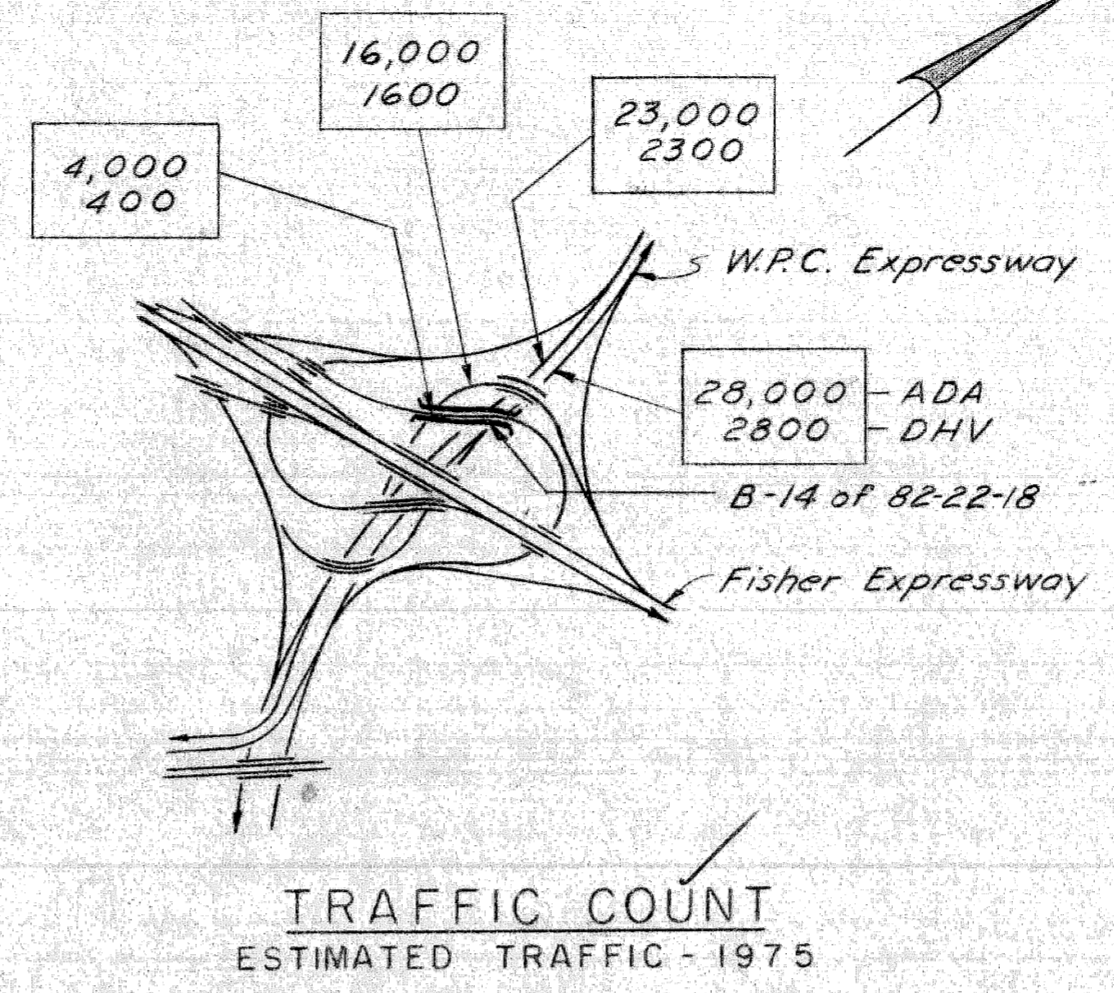 16,000
1600
23,000
2300
4,000
400
W.P.C. Expressway
28,000 - ADA
2800 - DHV
B-14 of 82-22-18
Fisher Expressway
TRAFFIC COUNT
ESTIMATED TRAFFIC - 1975